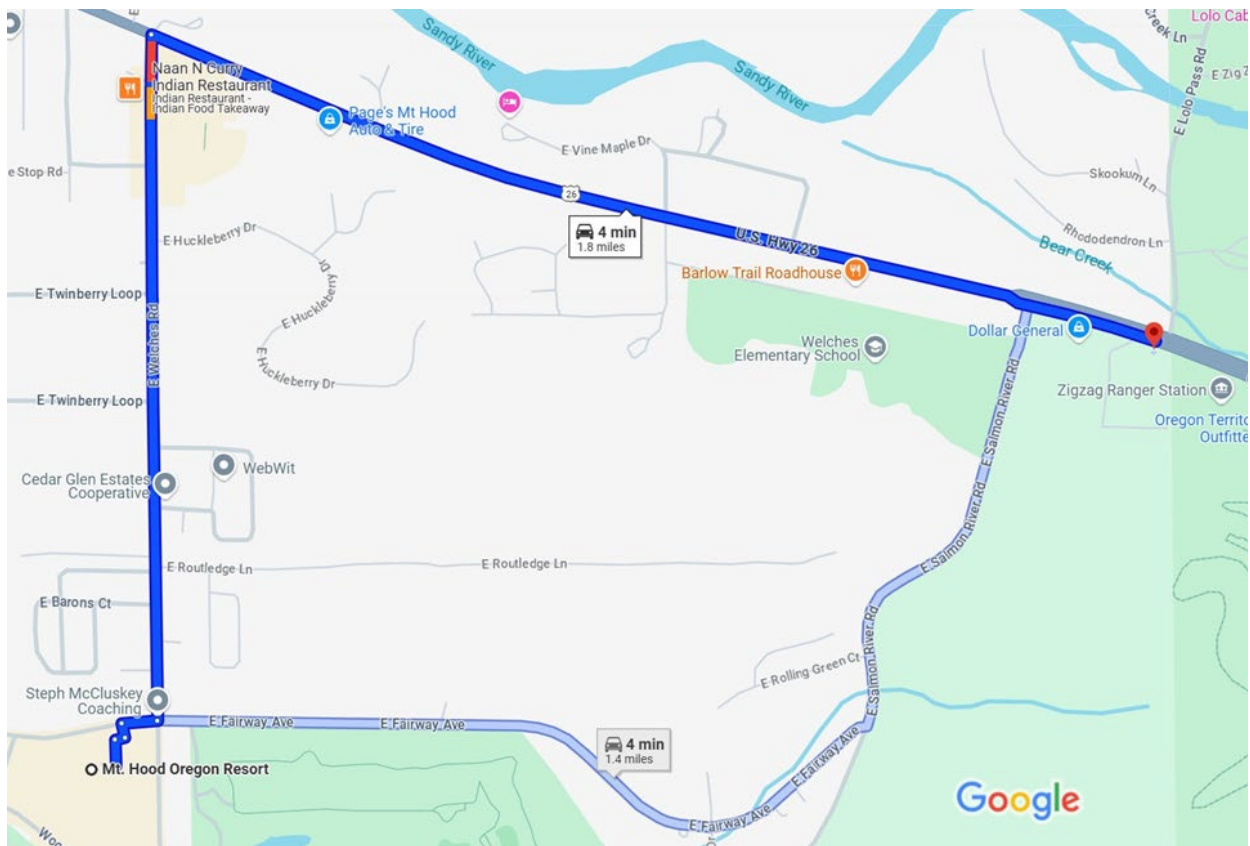 Lolo Cab
Creek Ln
E Zig Z
E Lolo Pass Rd
Sandy River
Sandy River
Naan N Curry
Indian Restaurant
Indian Restaurant -
Indian Food Takeaway
Page's Mt Hood
Auto & Tire
E Vine Maple Dr
e Stop Rd
Skookum Ln
26
4 min
1.8 miles
U.S. Hwy 26
Rhododendron Ln
Bear Creek
E Huckleberry Dr
E Huckleberry Dr
E Huckleberry Dr
Barlow Trail Roadhouse
E Twinberry Loop
E Welches Rd
Dollar General
Welches
Elementary School
E Salmon River Rd
Zigzag Ranger Station
E Twinberry Loop
Oregon Territo
Outfitte
WebWit
Cedar Glen Estates
Cooperative
E Salmon River Rd
E Routledge Ln
E Routledge Ln
E Barons Ct
E Salmon River Rd
E Rolling Green Ct
Steph McCluskey
Coaching
E Fairway Ave
E Fairway Ave
4 min
1.4 miles
E Fairway Ave
Mt. Hood Oregon Resort
Google
E Fairway Ave
Woo